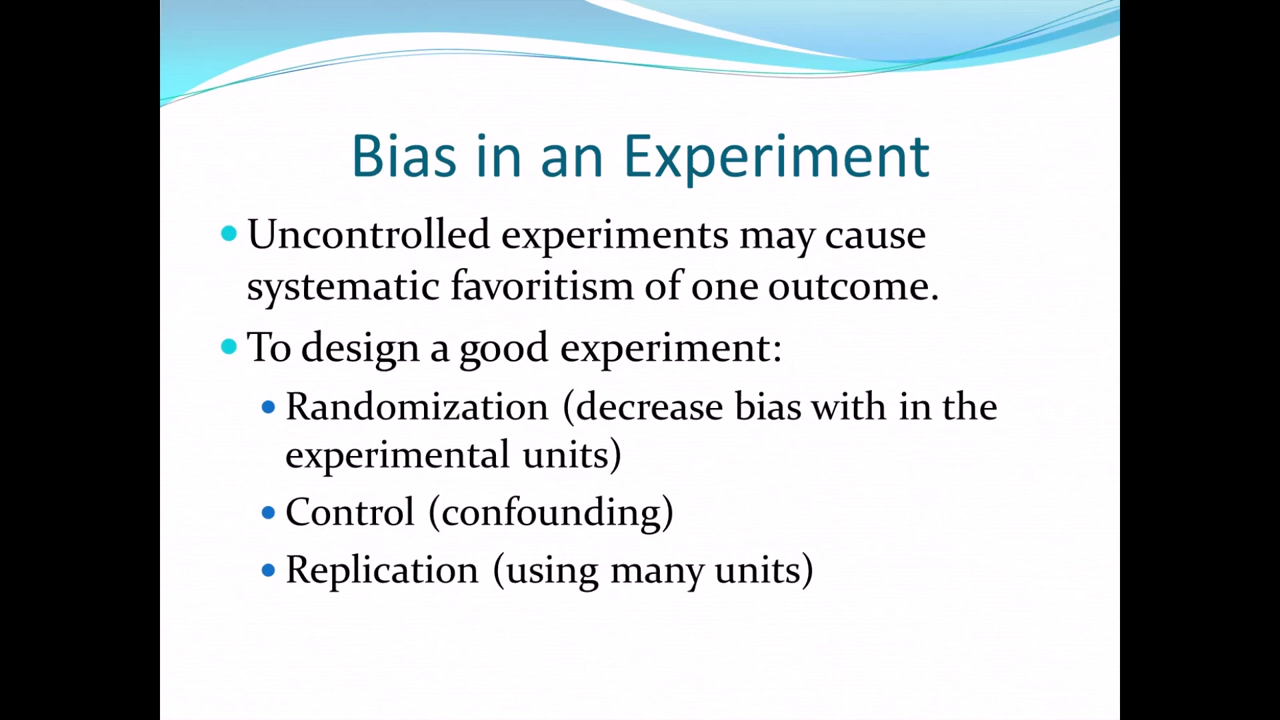 Bias in an Experiment
• Uncontrolled experiments may cause
systematic favoritism of one outcome.
• To design a good experiment:
• Randomization (decrease bias with in the
experimental units)
• Control (confounding)
• Replication (using many units)